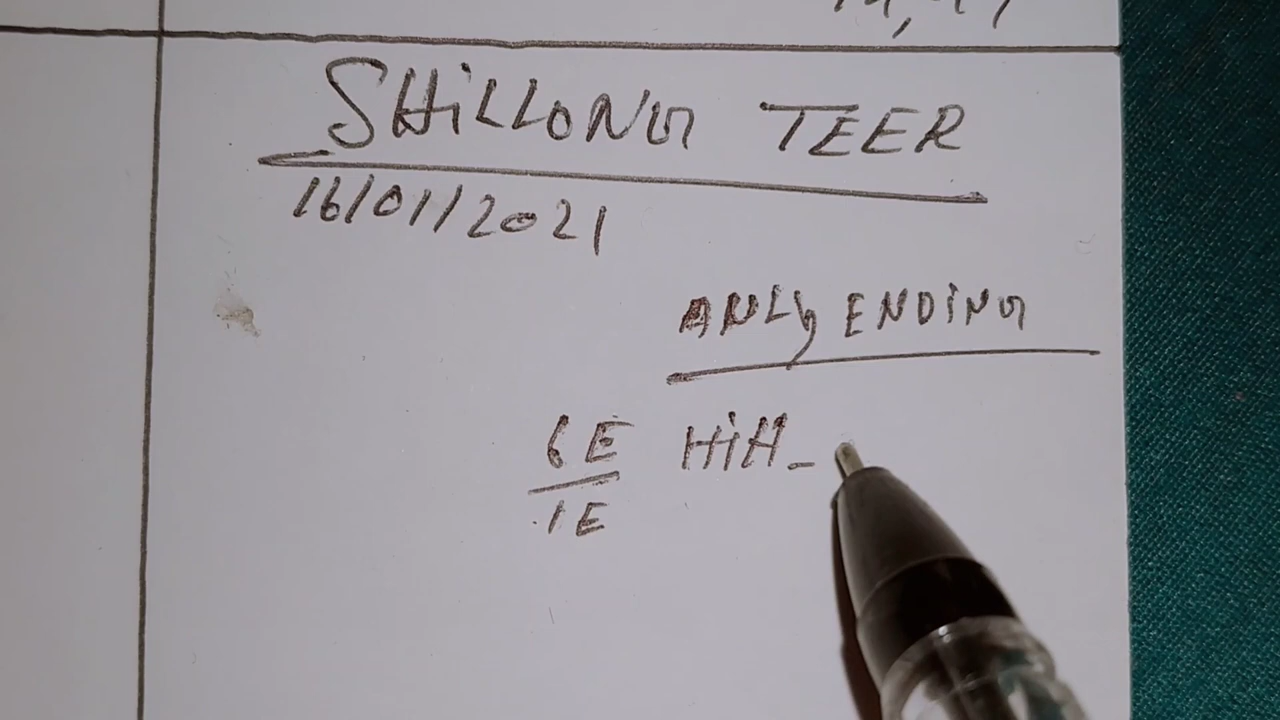 SHILLONG TEER
16/01/2021
ANLY ENDING
6E HIH-
1E